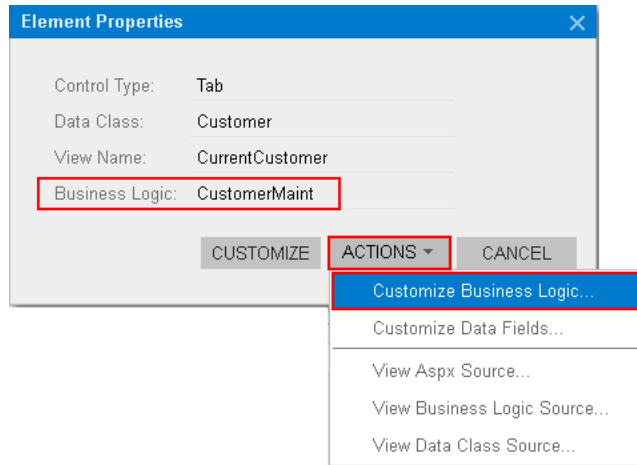 Element Properties
Control Type: Tab
Data Class: Customer
View Name: CurrentCustomer
Business Logic: CustomerMaint
CUSTOMIZE ACTIONS CANCEL
Customize Business Logic...
Customize Data Fields...
View Aspx Source...
View Business Logic Source...
View Data Class Source...